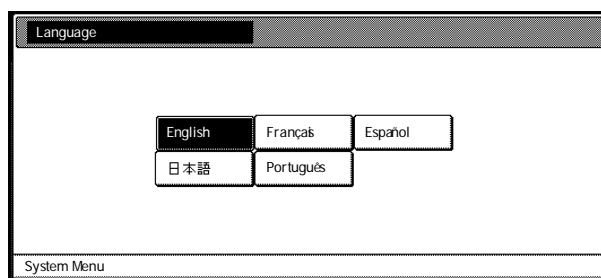 Language
English Français Español
日本語 Português
System Menu